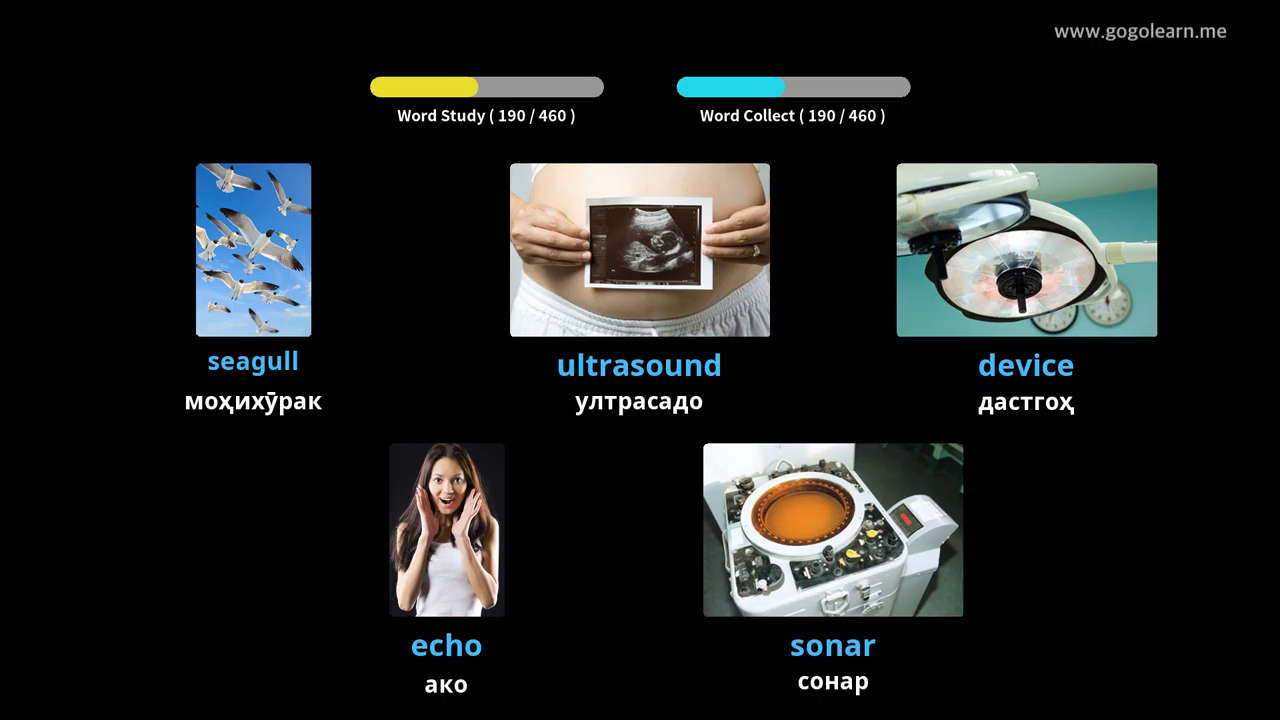 www.gogolearn.me
Word Study ( 190 / 460 )
Word Collect ( 190 / 460 )
seagull
моҳихӯрак
ultrasound
ултрасадо
device
дастгоҳ
echo
ако
sonar
сонар